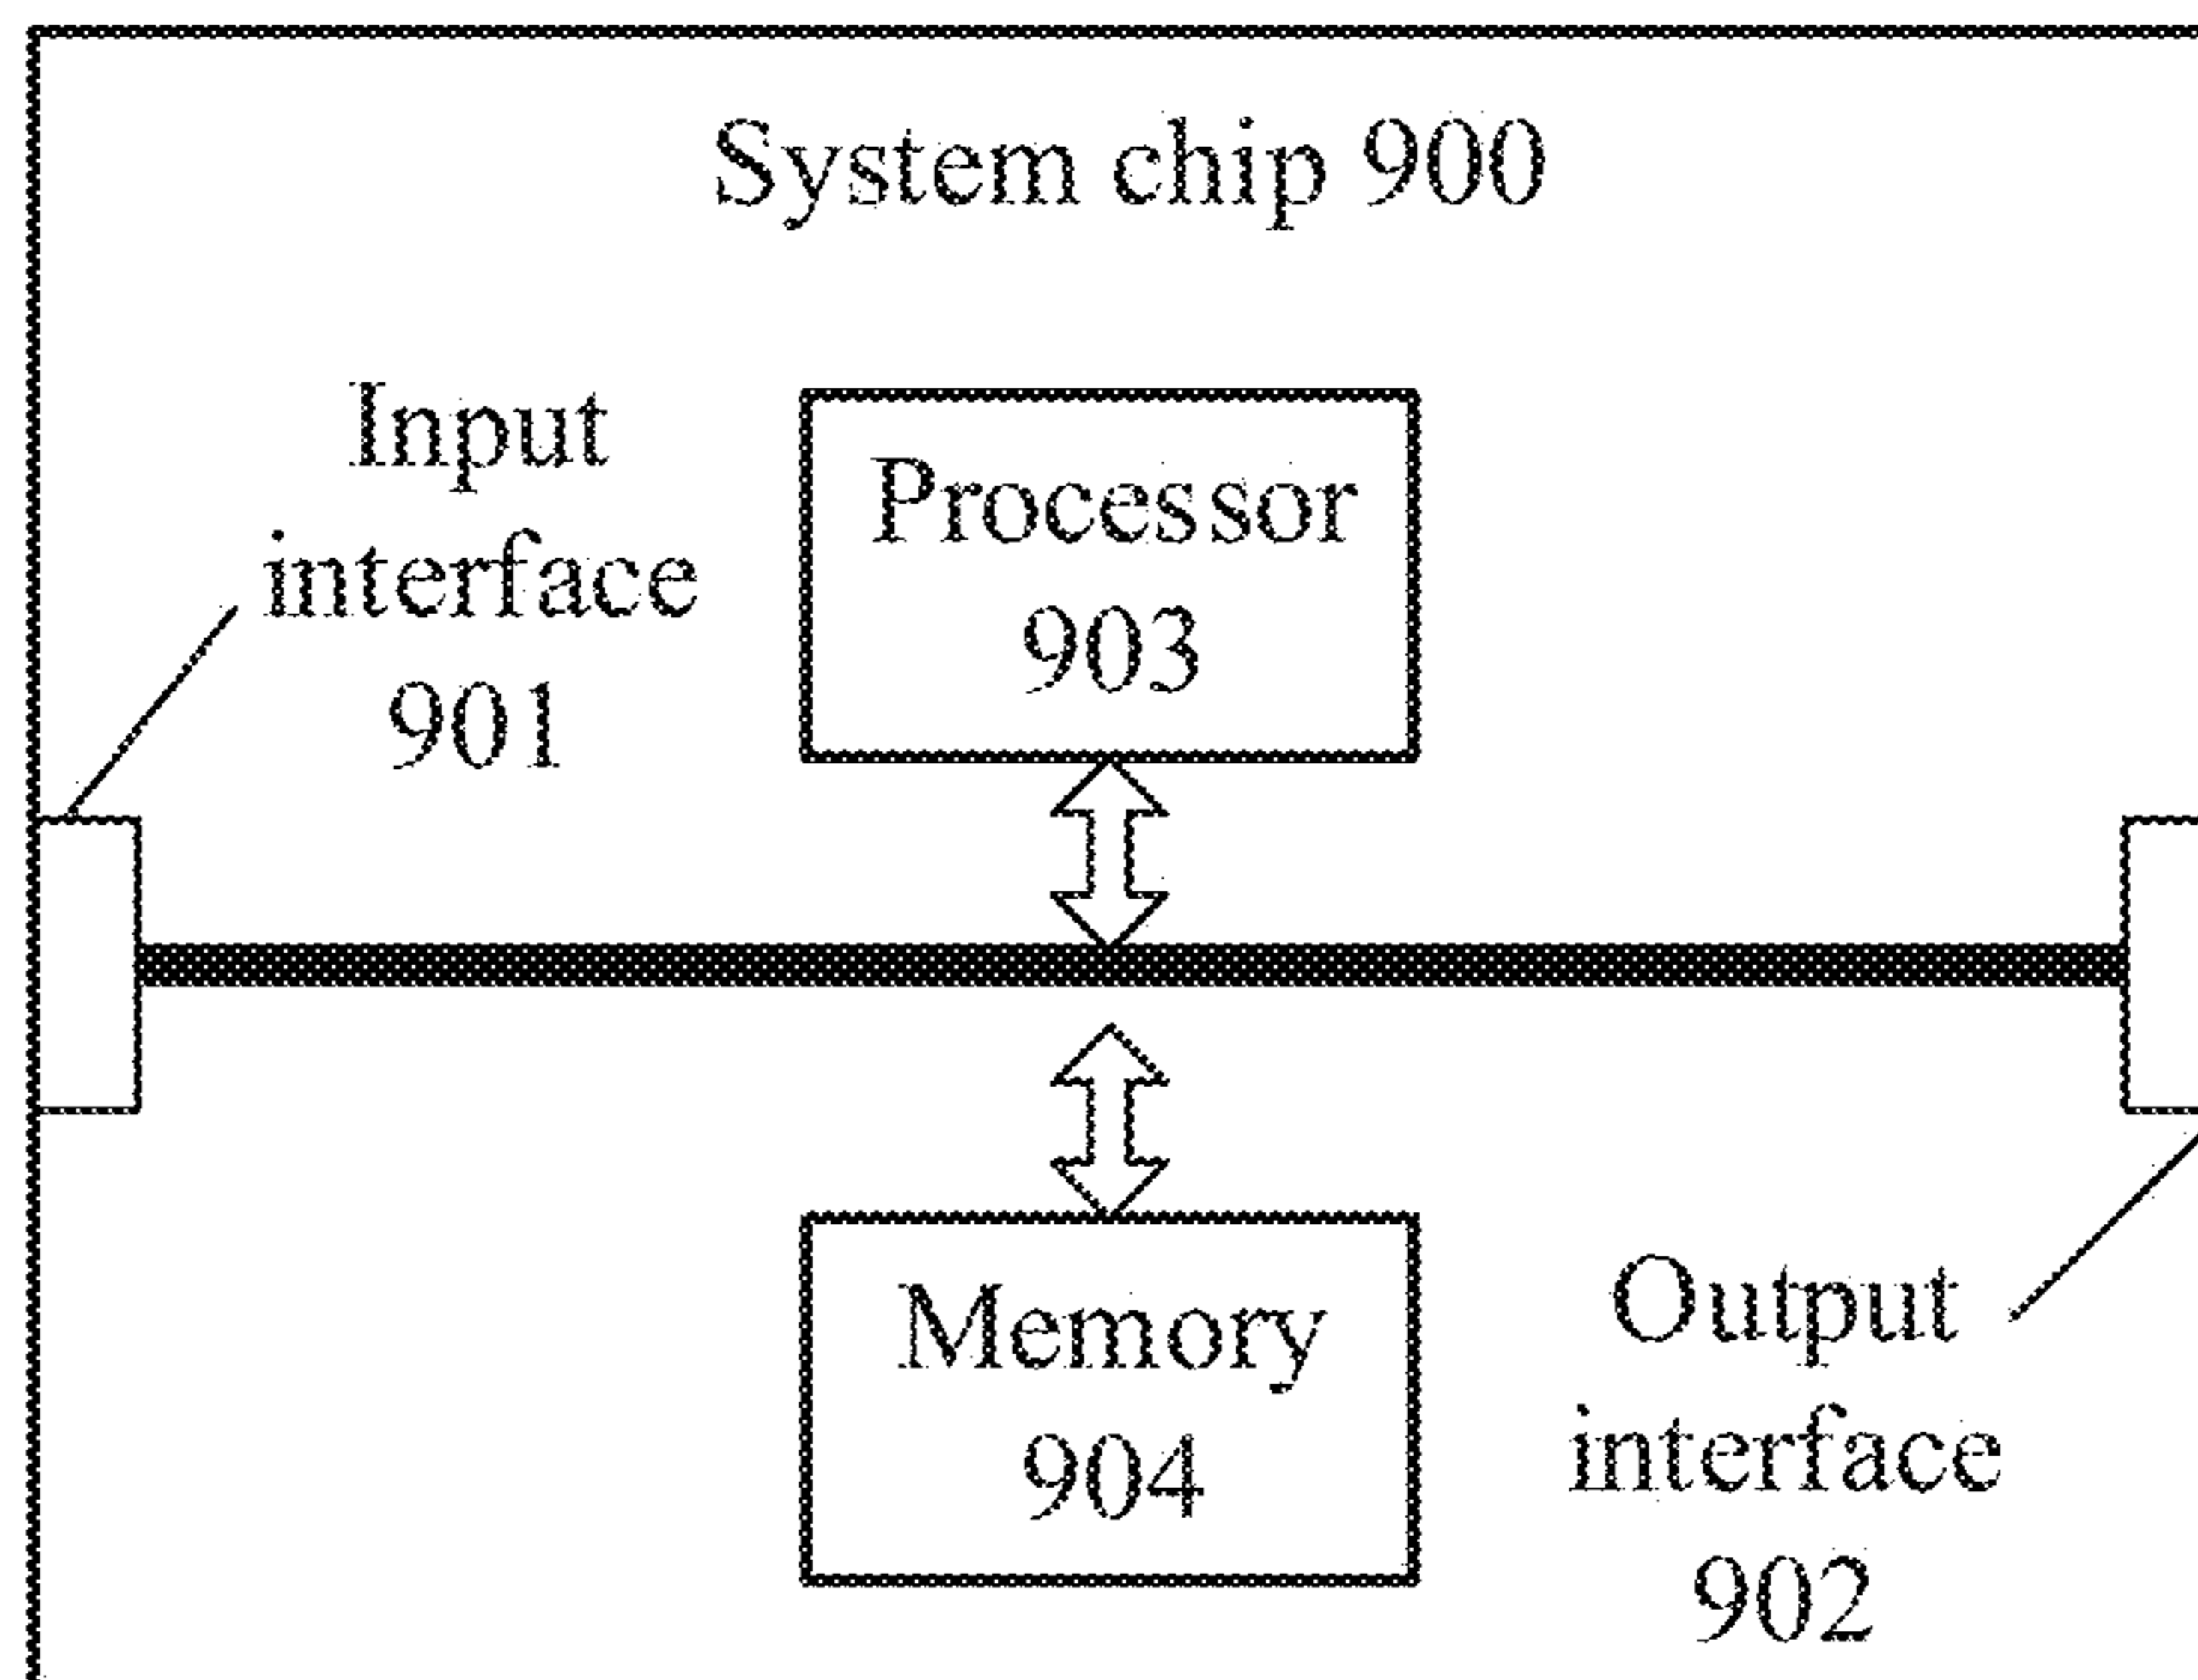 System chip 900
Input
interface
901
Processor
903
Memory
904
Output
interface
902